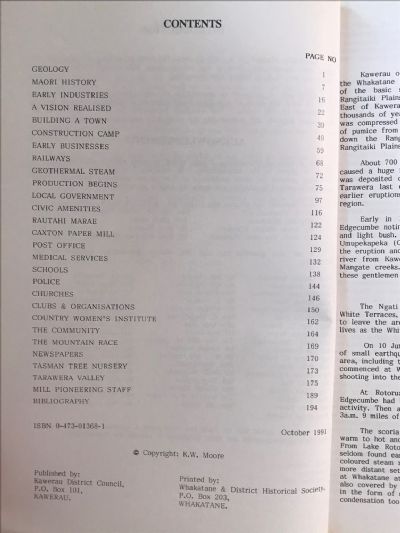 CONTENTS
PAGE NO
GEOLOGY 1
MAORI HISTORY 7
EARLY INDUSTRIES 16
A VISION REALISED 22
BUILDING A TOWN
CONSTRUCTION CAMP
EARLY BUSINESSES 59
RAILWAYS 68
GEOTHERMAL STEAM 72
PRODUCTION BEGINS 75
LOCAL GOVERNMENT 97
CIVIC AMENITIES 116
RAUTAHI MARAE 122
CAXTON PAPER MILL 124
POST OFFICE 129
MEDICAL SERVICES 132
SCHOOLS 138
POLICE 144
CHURCHES 146
CLUBS & ORGANISATIONS 150
COUNTRY WOMEN'S INSTITUTE 162
THE COMMUNITY 164
THE MOUNTAIN RACE 169
NEWSPAPERS 170
TASMAN TREE NURSERY 173
TARAWERA VALLEY 175
MILL PIONEERING STAFF 189
BIBLIOGRAPHY 194
ISBN 0-473-01368-1
October 1991
© Copyright: K.W. Moore
Published by:
Kawerau District Council,
P.O. Box 101,
KAWERAU.
Printed by:
Whakatane & District Historical Society,
P.O. BOX 203,
WHAKATANE.
Kawerau o
the Whakatane
of the basic
Rangitaiki Plains
East of Kawera
thousands of yea
was compressed
of pumice from
down the Rang
Rangitaiki Plains
About 700
caused a huge
was deposited
Tarawera last
earlier eruption
region.
Early in
Edgecumbe notin
and light bush.
Umupekapeka (
the eruption and
river from Kawe
Mangate creeks.
these gentlemen
The Ngati
White Terraces,
to leave the ar
lives as the Whi
On 10 Jun
of small earthqu
area, including t
commenced at W
shooting into the
At Rotoru
Edgecumbe had
activity. Then a
3a.m. 9 miles of
The scoria
warm to hot and
From Lake Roto
seldom found ea
coloured steam s
more distant set
at Whakatane at
also covered by
in the form of
condensation too